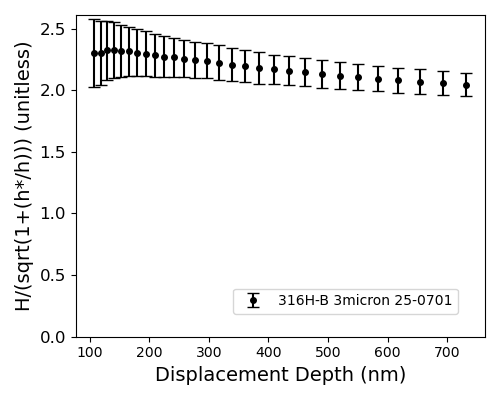 H/(sqrt(1+(h*/h))) (unitless)
2.5
2.0
1.5
1.0
0.5
0.0
316H-B 3micron 25-0701
100 200 300 400 500 600 700
Displacement Depth (nm)